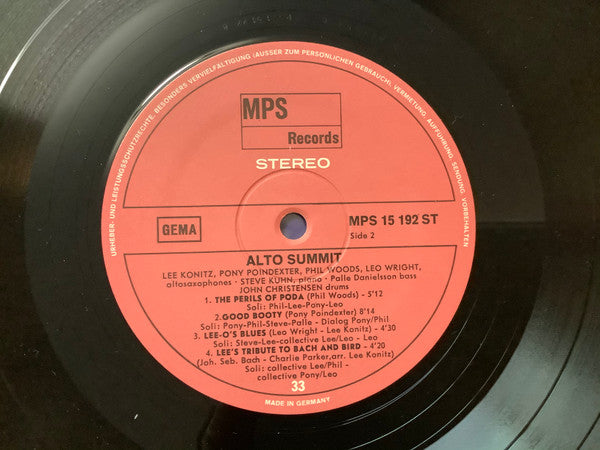 URHEBER- UND LEISTUNGSSCHUTZRECHTE, BESONDERS VERVIELFÄLTIGUNG (AUSSER ZUM PERSÖNLICHEN GEBRAUCH), VERMIETUNG, AUFFÜHRUNG, SENDUNG, VORBEHALTEN
MPS
Records
STEREO
GEMA
MPS 15 192 ST
Side 2
ALTO SUMMIT
LEE KONITZ, PONY POINDEXTER, PHIL WOODS, LEO WRIGHT,
altosaxophones · STEVE KUHN, piano · Palle Danielsson bass
JOHN CHRISTENSEN drums
1. THE PERILS OF PODA (Phil Woods) - 5'12
Soli: Phil-Lee-Pony-Leo
2. GOOD BOOTY (Pony Poindexter) 8'14
Soli: Pony-Phil-Steve-Palle - Dialog Pony/Phil
3. LEE-O'S BLUES (Leo Wright - Lee Konitz) - 4'30
Soli: Steve-Lee-collective Lee/Leo - Leo
4. LEE'S TRIBUTE TO BACH AND BIRD - 4'20
(Joh. Seb. Bach - Charlie Parker, arr. Lee Konitz)
Soli: collective Lee/Phil -
collective Pony/Leo
33
MADE IN GERMANY